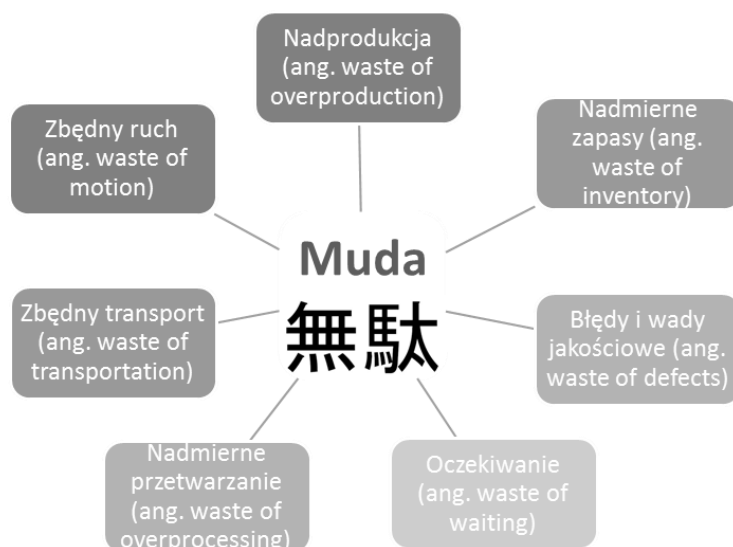 Nadprodukcja
(ang. waste of
overproduction)
Nadmierne
zapasy (ang.
waste of
inventory)
Błędy i wady
jakościowe (ang.
waste of defects)
Oczekiwanie
(ang. waste of
waiting)
Nadmierne
przetwarzanie
(ang. waste of
overprocessing)
Zbędny transport
(ang. waste of
transportation)
Zbędny ruch
(ang. waste of
motion)
Muda
無駄